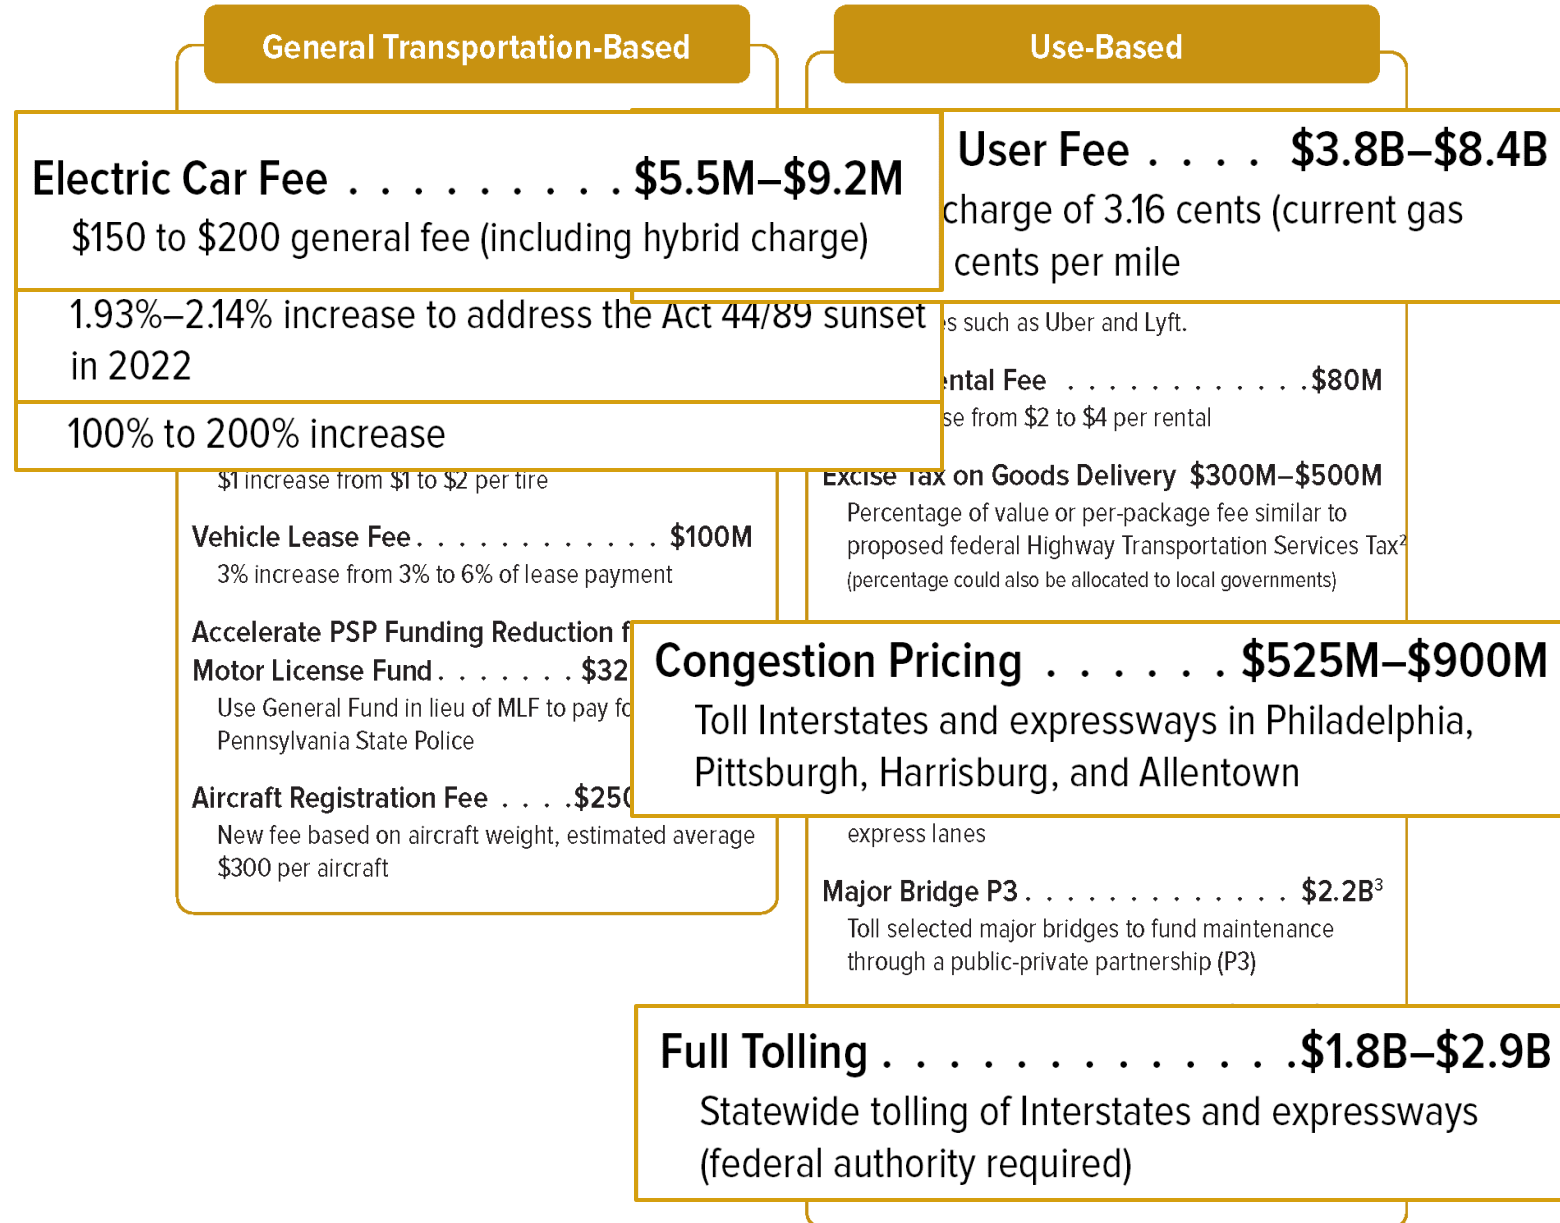 General Transportation-Based
Electric Car Fee . . . . . . . . . $5.5M–$9.2M
$150 to $200 general fee (including hybrid charge)
1.93%–2.14% increase to address the Act 44/89 sunset
in 2022
100% to 200% increase
$1 increase from $1 to $2 per tire
Vehicle Lease Fee . . . . . . . . . . . . $100M
3% increase from 3% to 6% of lease payment
Accelerate PSP Funding Reduction
Motor License Fund . . . . . . . $32
Use General Fund in lieu of MLF to pay
Pennsylvania State Police
Aircraft Registration Fee . . . . $250
New fee based on aircraft weight, estimated average
$300 per aircraft
Use-Based
User Fee . . . . $3.8B–$8.4B
charge of 3.16 cents (current gas
cents per mile
such as Uber and Lyft.
Fee . . . . . . . . . . . . $80M
from $2 to $4 per rental
Excise Tax on Goods Delivery $300M–$500M
Percentage of value or per-package fee similar to
proposed federal Highway Transportation Services Tax²
(percentage could also be allocated to local governments)
Congestion Pricing . . . . . . $525M–$900M
Toll Interstates and expressways in Philadelphia,
Pittsburgh, Harrisburg, and Allentown
express lanes
Major Bridge P3 . . . . . . . . . . . . . $2.2B³
Toll selected major bridges to fund maintenance
through a public-private partnership (P3)
Full Tolling . . . . . . . . . . . . . $1.8B–$2.9B
Statewide tolling of Interstates and expressways
(federal authority required)